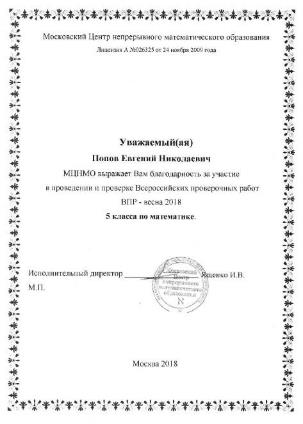 Московский Центр непрерывного математического образования
Лицензия А №026325 от 24 ноября 2009 года
Уважаемый(ая)
Попов Евгений Николаевич
МЦНМО выражает Вам благодарность за участие
в проведении и проверке Всероссийских проверочных работ
ВПР - весна 2018
5 класса по математике.
Исполнительный директор Ященко И.В.
М.П.
Москва 2018